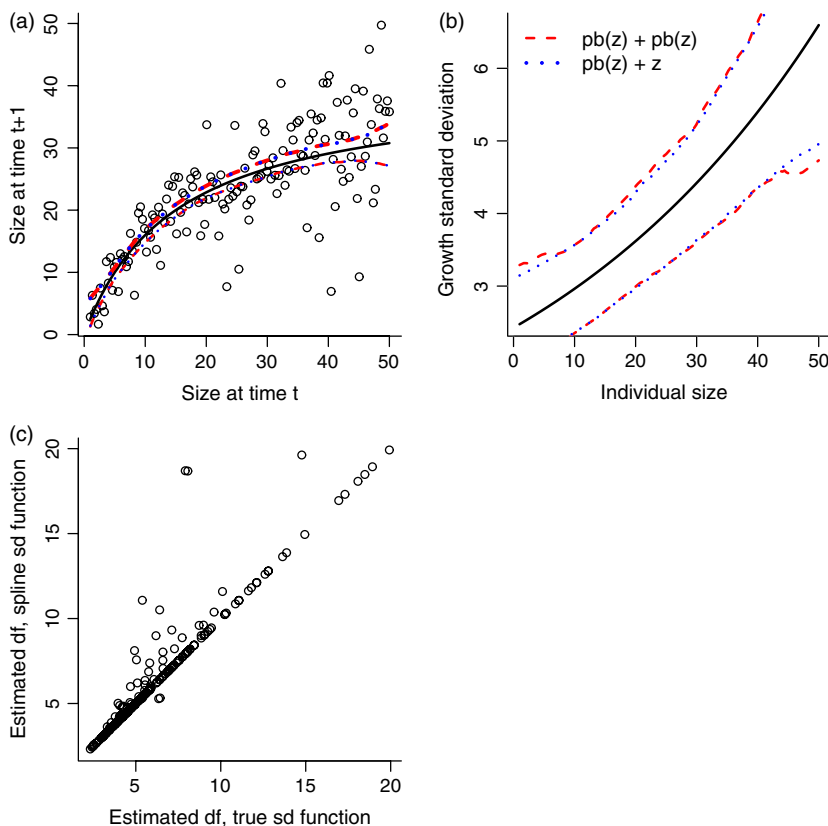 (a)
50
40
30
20
10
0
Size at time t+1
0 10 20 30 40 50
Size at time t
(b)
pb(z) + pb(z)
pb(z) + z
6
5
4
3
Growth standard deviation
0 10 20 30 40 50
Individual size
(c)
20
15
10
5
Estimated df, spline sd function
5 10 15 20
Estimated df, true sd function